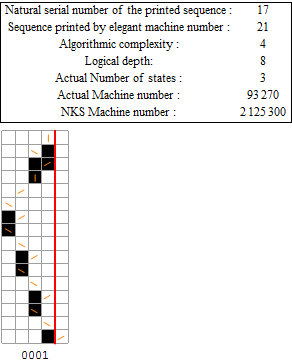 Natural serial number of the printed sequence : 17
Sequence printed by elegant machine number : 21
Algorithmic complexity : 4
Logical depth: 8
Actual Number of states : 3
Actual Machine number : 93 270
NKS Machine number : 2 125 300
0001